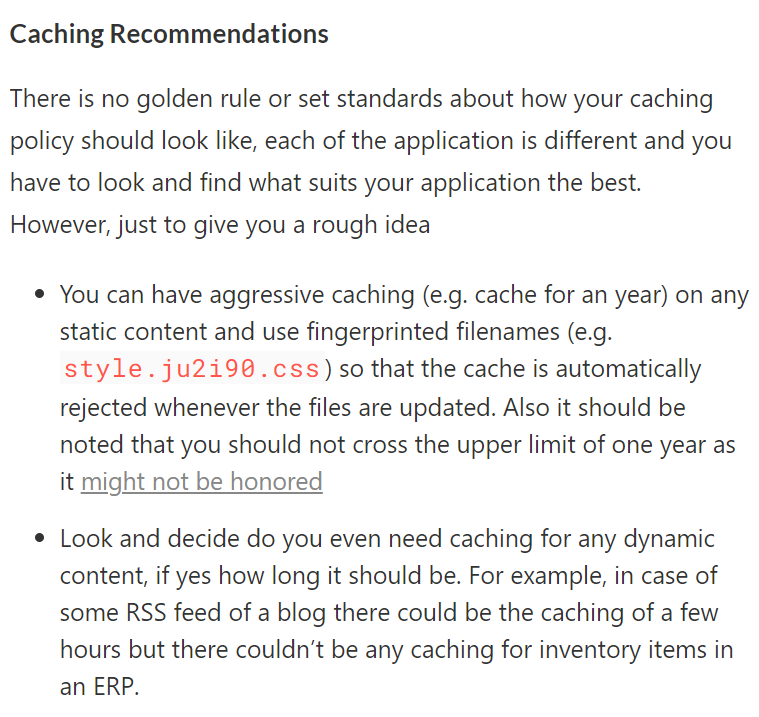 Caching Recommendations
There is no golden rule or set standards about how your caching
policy should look like, each of the application is different and you
have to look and find what suits your application the best.
However, just to give you a rough idea
• You can have aggressive caching (e.g. cache for an year) on any
static content and use fingerprinted filenames (e.g.
style.ju2i90.css) so that the cache is automatically
rejected whenever the files are updated. Also it should be
noted that you should not cross the upper limit of one year as
it might not be honored
• Look and decide do you even need caching for any dynamic
content, if yes how long it should be. For example, in case of
some RSS feed of a blog there could be the caching of a few
hours but there couldn’t be any caching for inventory items in
an ERP.